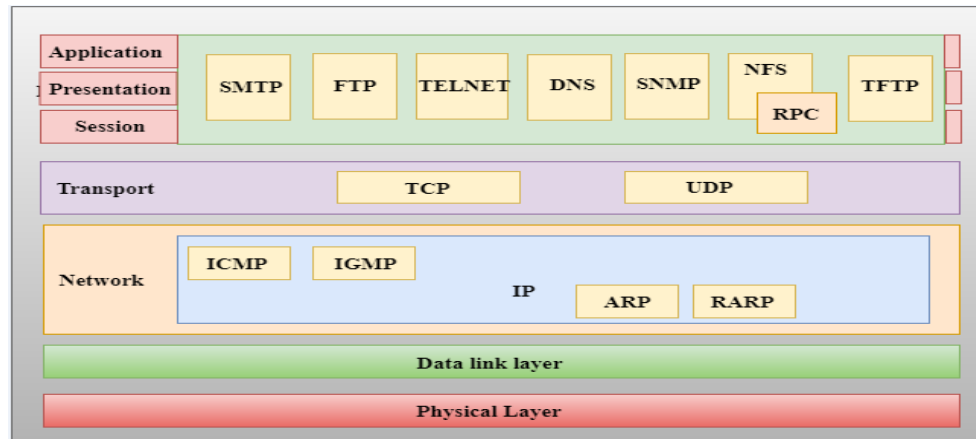 Application
Presentation
Session
SMTP
FTP
TELNET
DNS
SNMP
NFS
RPC
TFTP
Transport
TCP
UDP
Network
ICMP
IGMP
IP
ARP
RARP
Data link layer
Physical Layer